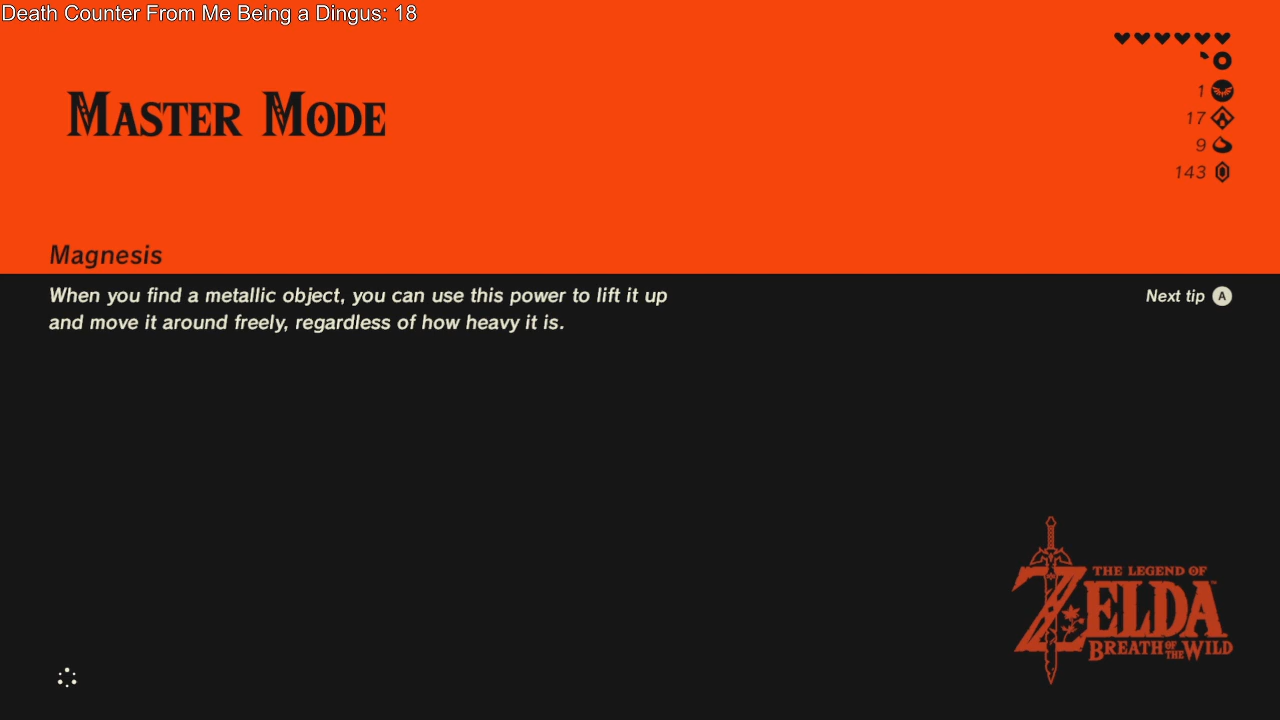 Death Counter From Me Being a Dingus: 18
MASTER MODE
1
17
9
143
Magnesis
When you find a metallic object, you can use this power to lift it up
and move it around freely, regardless of how heavy it is.
Next tip A
THE LEGEND OF
ZELDA
BREATH OF THE WILD